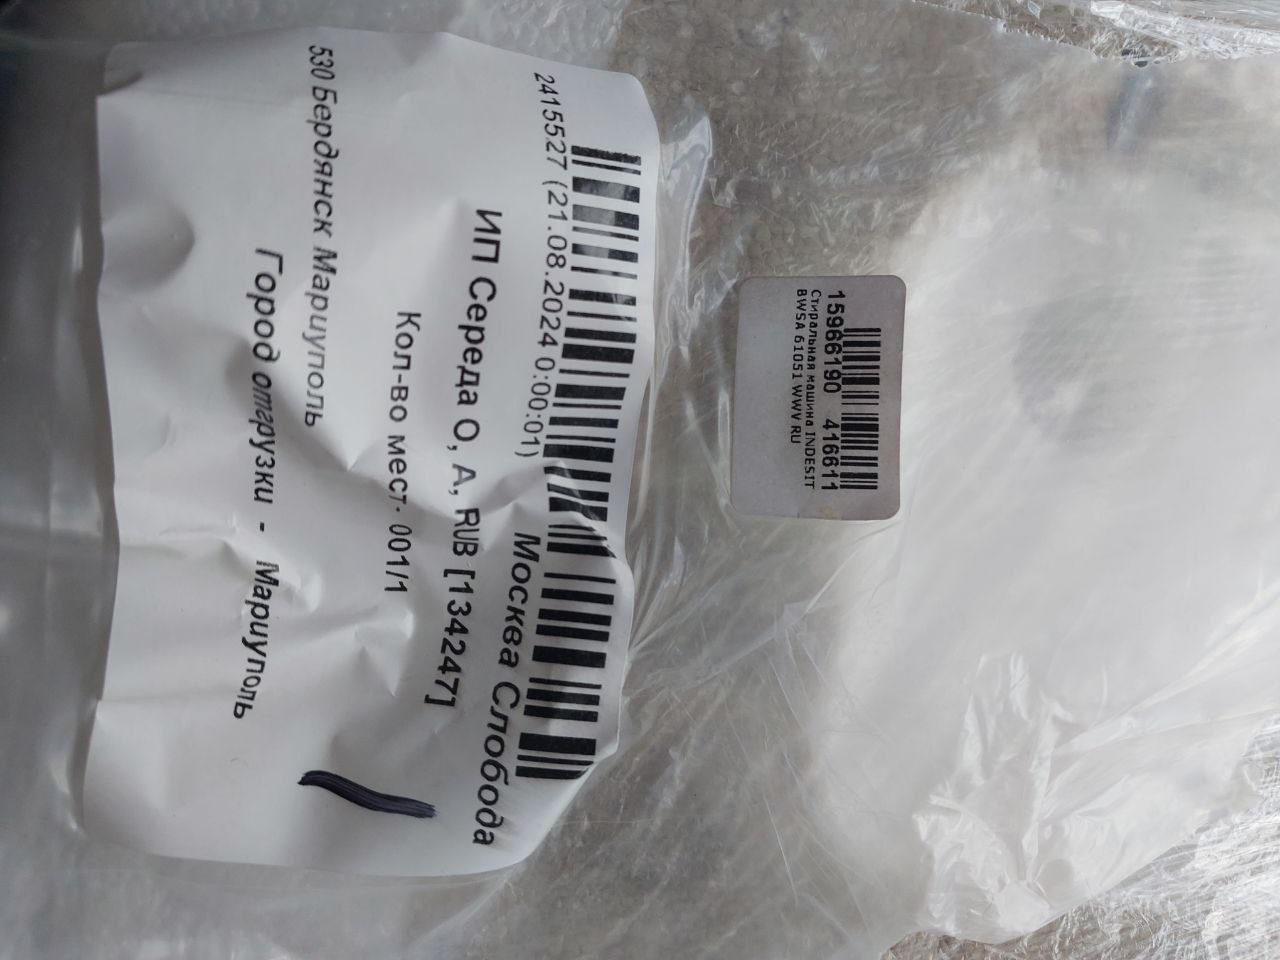 2415527 (21.08.2024 0:00:01)
Москва Слобода
ИП Середа О, А, RUB [134247]
Кол-во мест· 001/1
530 Бердянск Мариуполь
Город отгрузки - Мариуполь
15966190 416611
Стиральная машина INDESIT
BWSA 61051 WWV RU